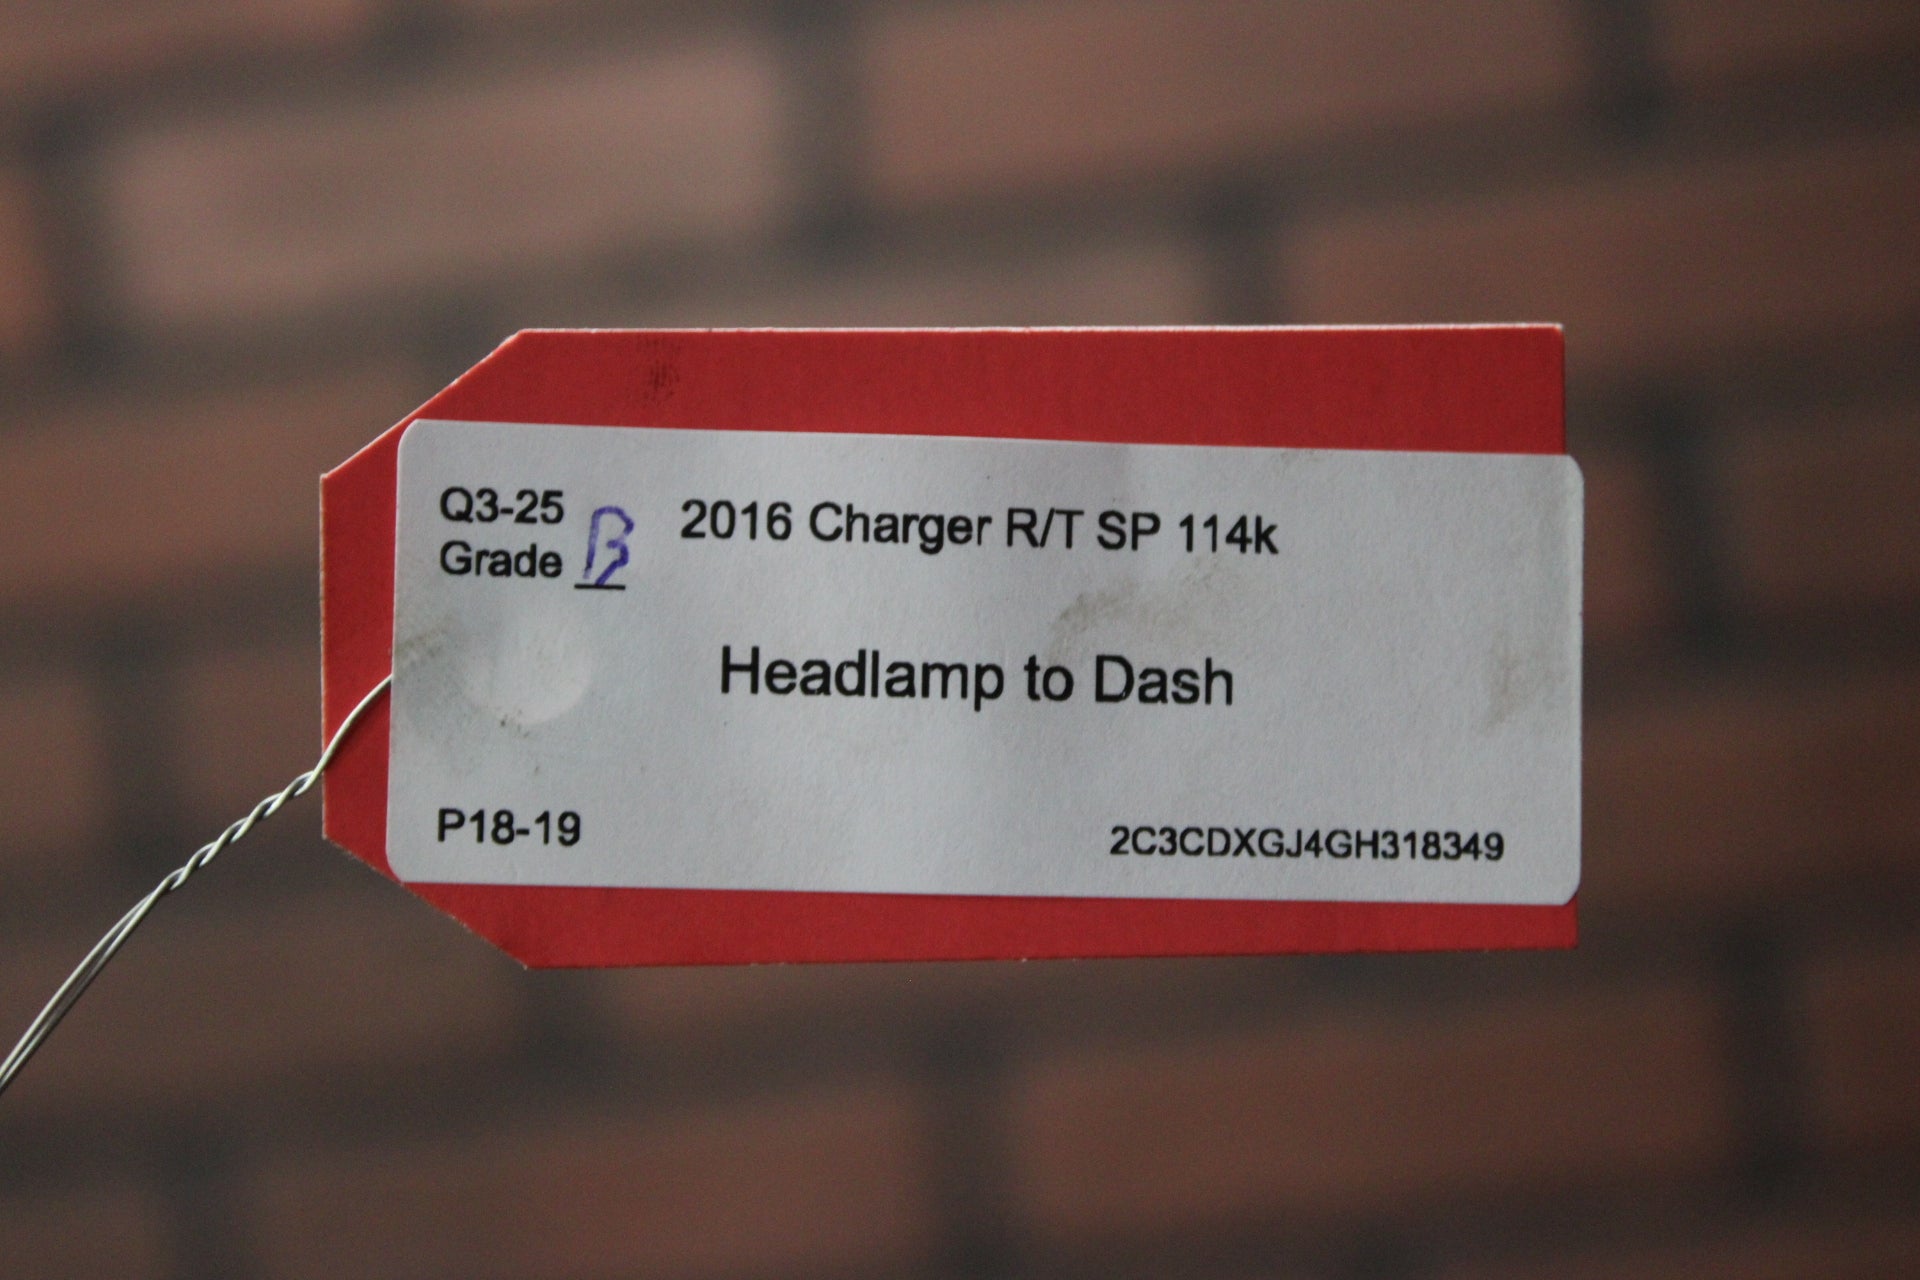 Q3-25
Grade B
2016 Charger R/T SP 114k
Headlamp to Dash
P18-19
2C3CDXGJ4GH318349